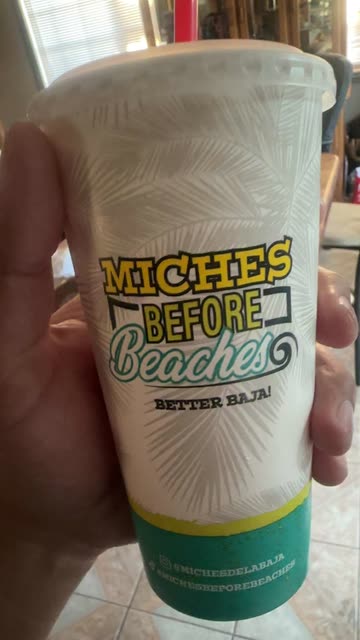 MICHES
BEFORE
Beaches
BETTER BAJA!
@MICHESDELABAJA
#MICHESBEFOREBEACHES